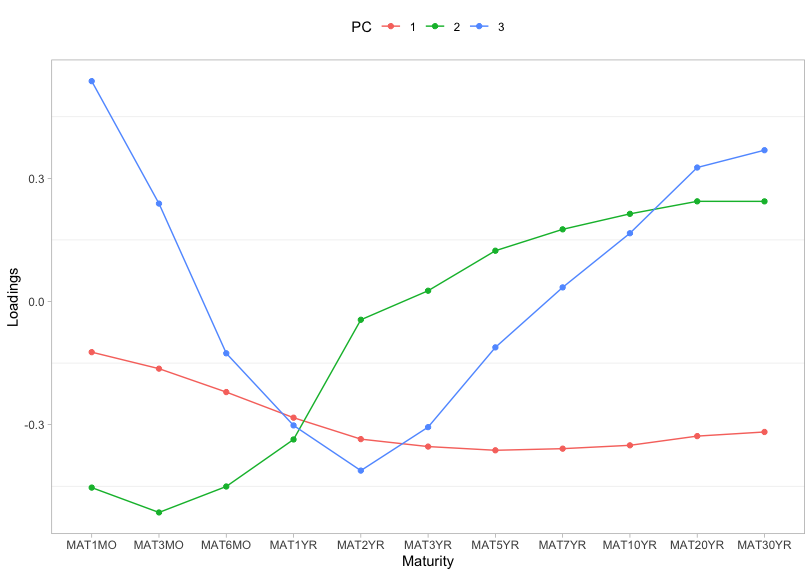 PC 1 2 3
Loadings
0.3
0.0
-0.3
MAT1MO MAT3MO MAT6MO MAT1YR MAT2YR MAT3YR MAT5YR MAT7YR MAT10YR MAT20YR MAT30YR
Maturity